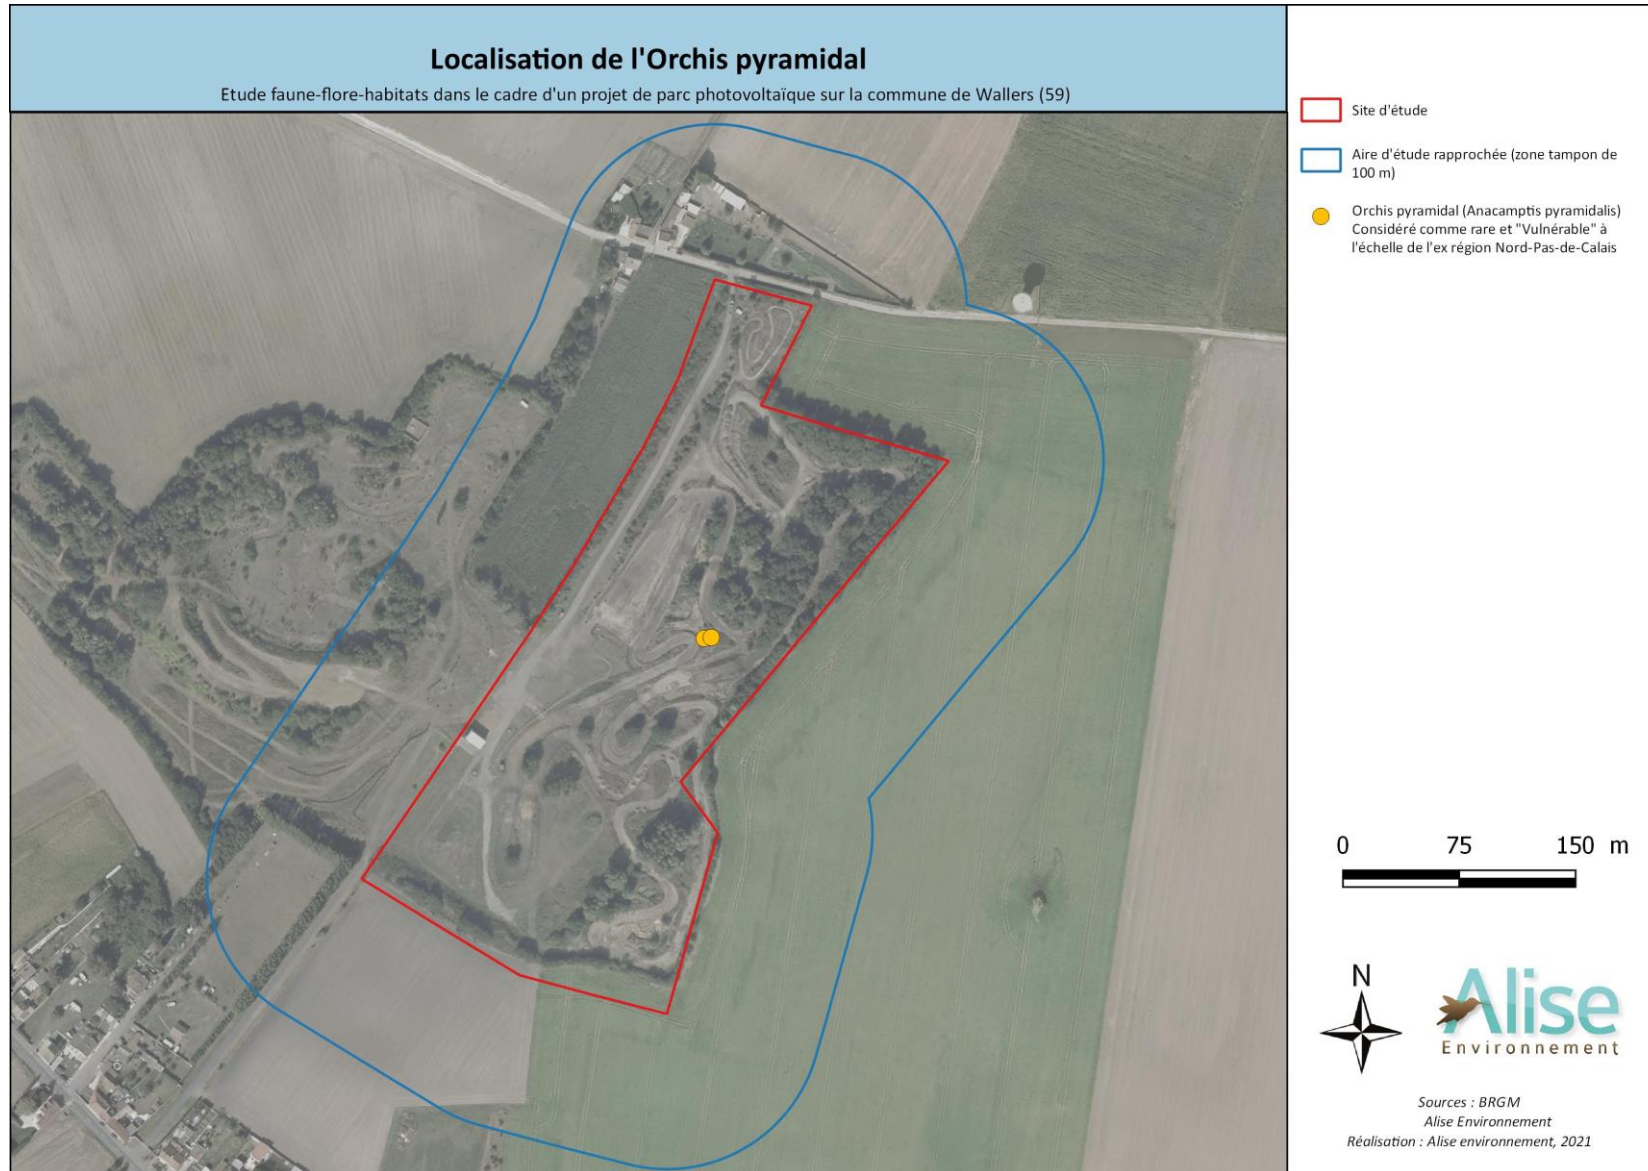 Localisation de l'Orchis pyramidal
Etude faune-flore-habitats dans le cadre d'un projet de parc photovoltaïque sur la commune de Wallers (59)
Site d'étude
Aire d'étude rapprochée (zone tampon de
100 m)
Orchis pyramidal (Anacamptis pyramidalis)
Considéré comme rare et "Vulnérable" à
l'échelle de l'ex région Nord-Pas-de-Calais
0 75 150 m
N
Alise
Environnement
Sources : BRGM
Alise Environnement
Réalisation : Alise environnement, 2021